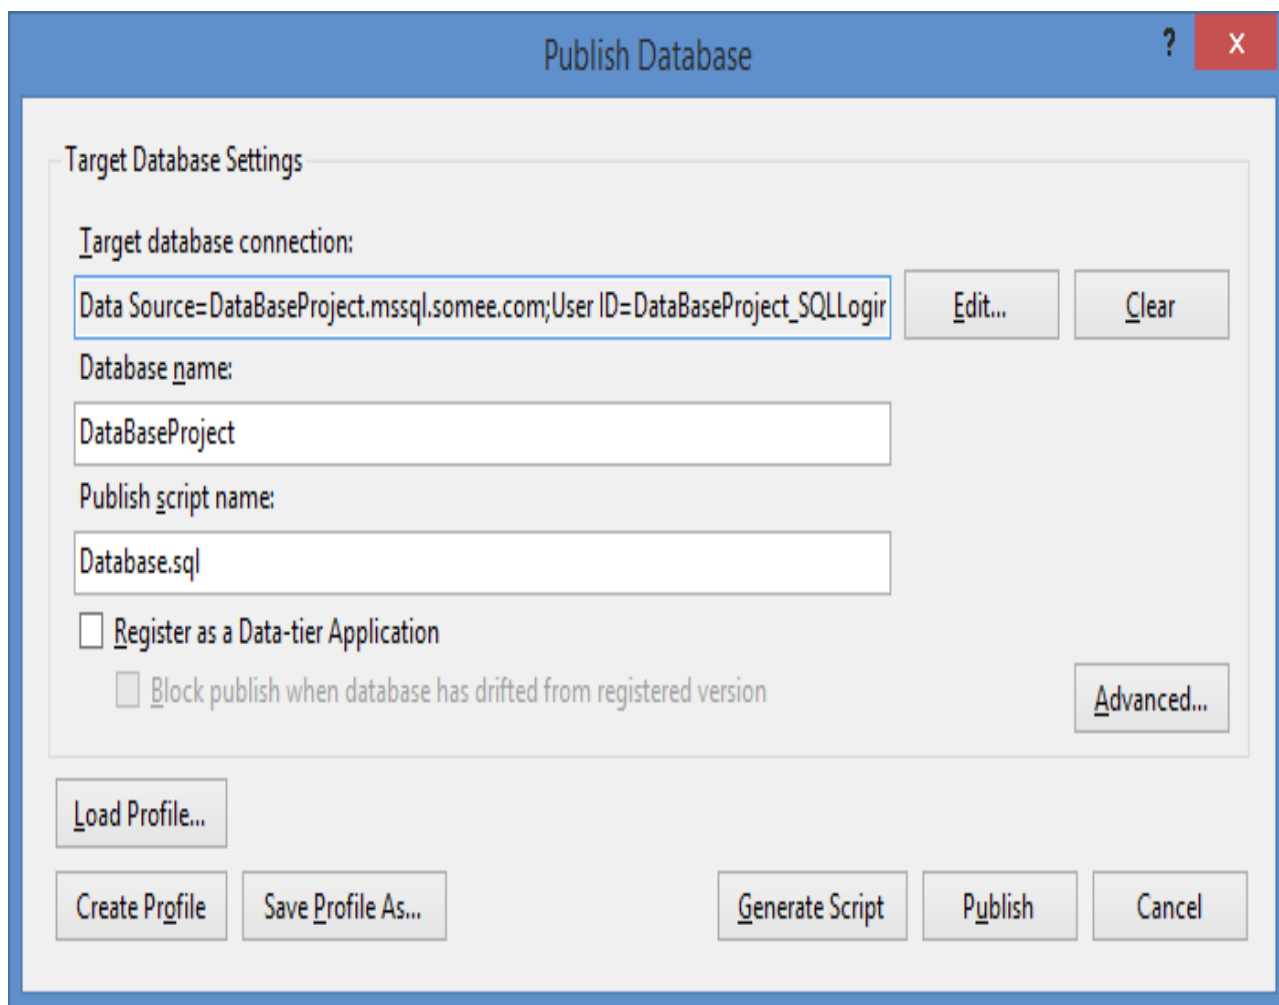 Publish Database
?
x
Target Database Settings
Target database connection:
Data Source=DataBaseProject.mssql.somee.com;User ID=DataBaseProject_SQLLogin
Edit...
Clear
Database name:
DataBaseProject
Publish script name:
Database.sql
Register as a Data-tier Application
Block publish when database has drifted from registered version
Advanced...
Load Profile...
Create Profile
Save Profile As...
Generate Script
Publish
Cancel